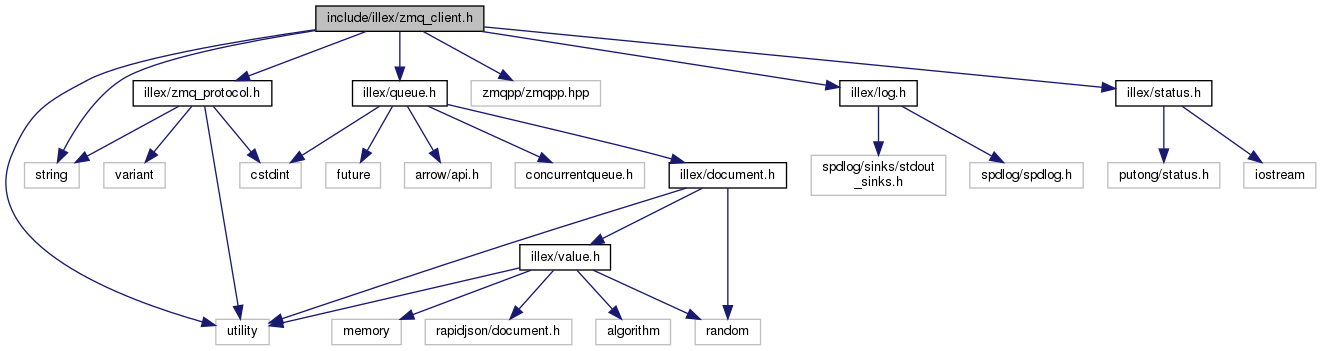 include/illex/zmq_client.h
illex/zmq_protocol.h
illex/queue.h
zmqpp/zmqpp.hpp
illex/log.h
illex/status.h
string
variant
cstdint
future
arrow/api.h
concurrentqueue.h
illex/document.h
spdlog/sinks/stdout
_sinks.h
spdlog/spdlog.h
putong/status.h
iostream
illex/value.h
utility
memory
rapidjson/document.h
algorithm
random